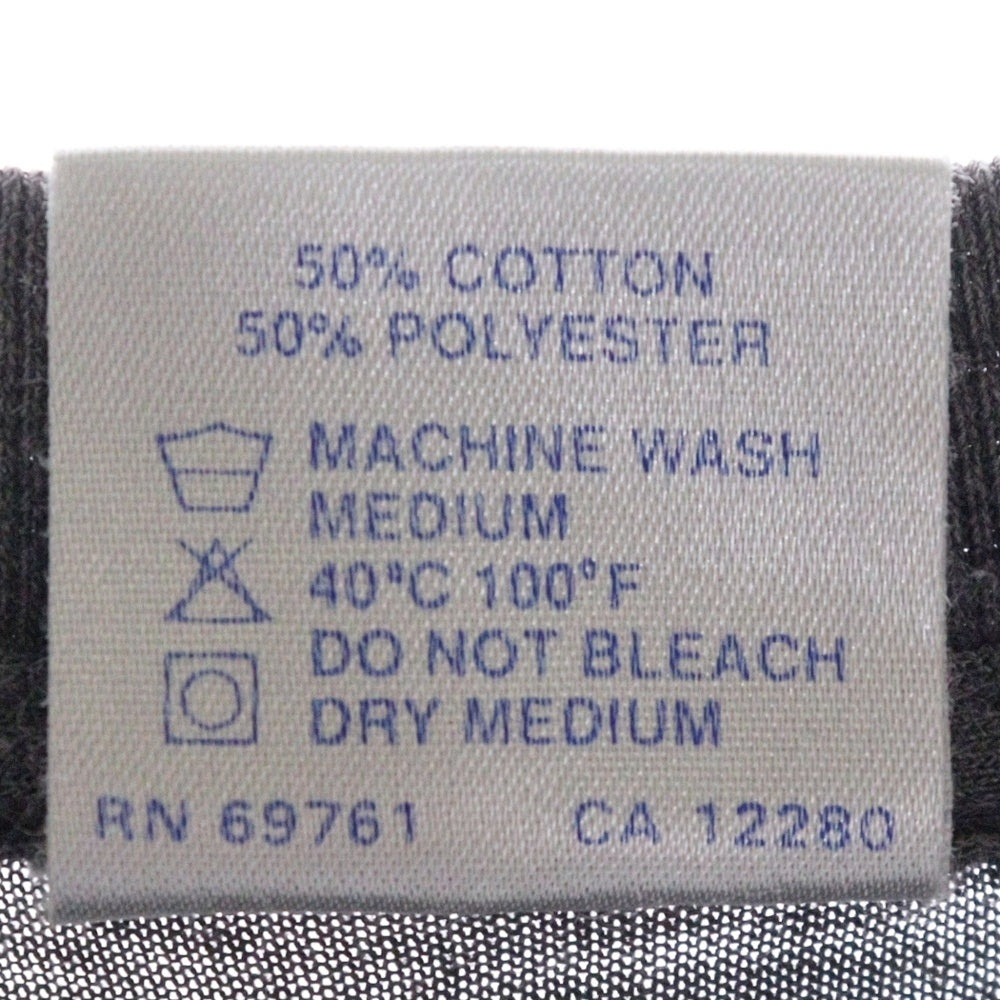 50% COTTON
50% POLYESTER
MACHINE WASH
MEDIUM
40°C 100°F
DO NOT BLEACH
DRY MEDIUM
RN 69761 CA 12280